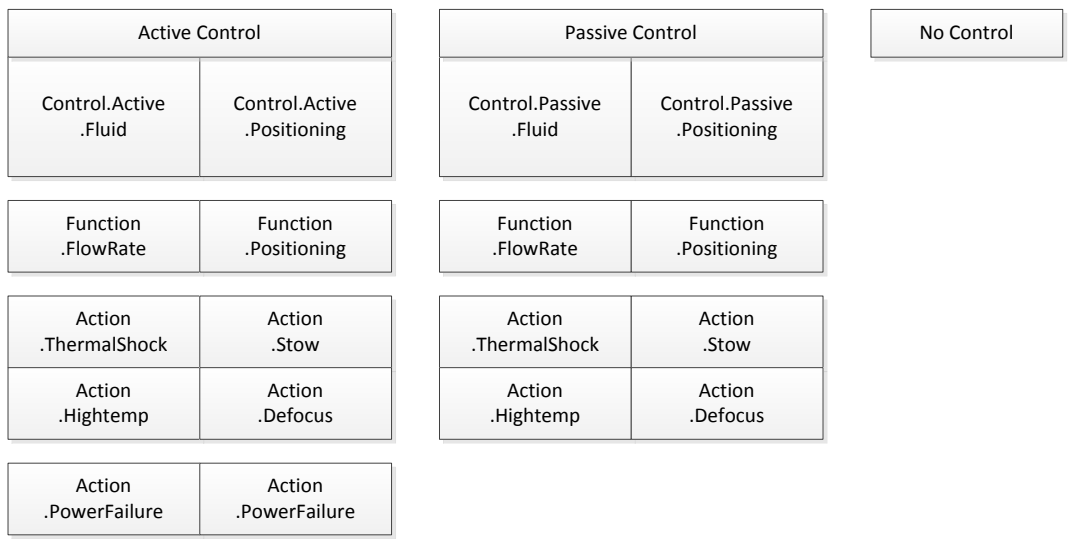 Active Control
Control.Active
.Fluid
Control.Active
.Positioning
Function
.FlowRate
Function
.Positioning
Action
.ThermalShock
Action
.Stow
Action
.Hightemp
Action
.Defocus
Action
.PowerFailure
Action
.PowerFailure
Passive Control
Control.Passive
.Fluid
Control.Passive
.Positioning
Function
.FlowRate
Function
.Positioning
Action
.ThermalShock
Action
.Stow
Action
.Hightemp
Action
.Defocus
No Control